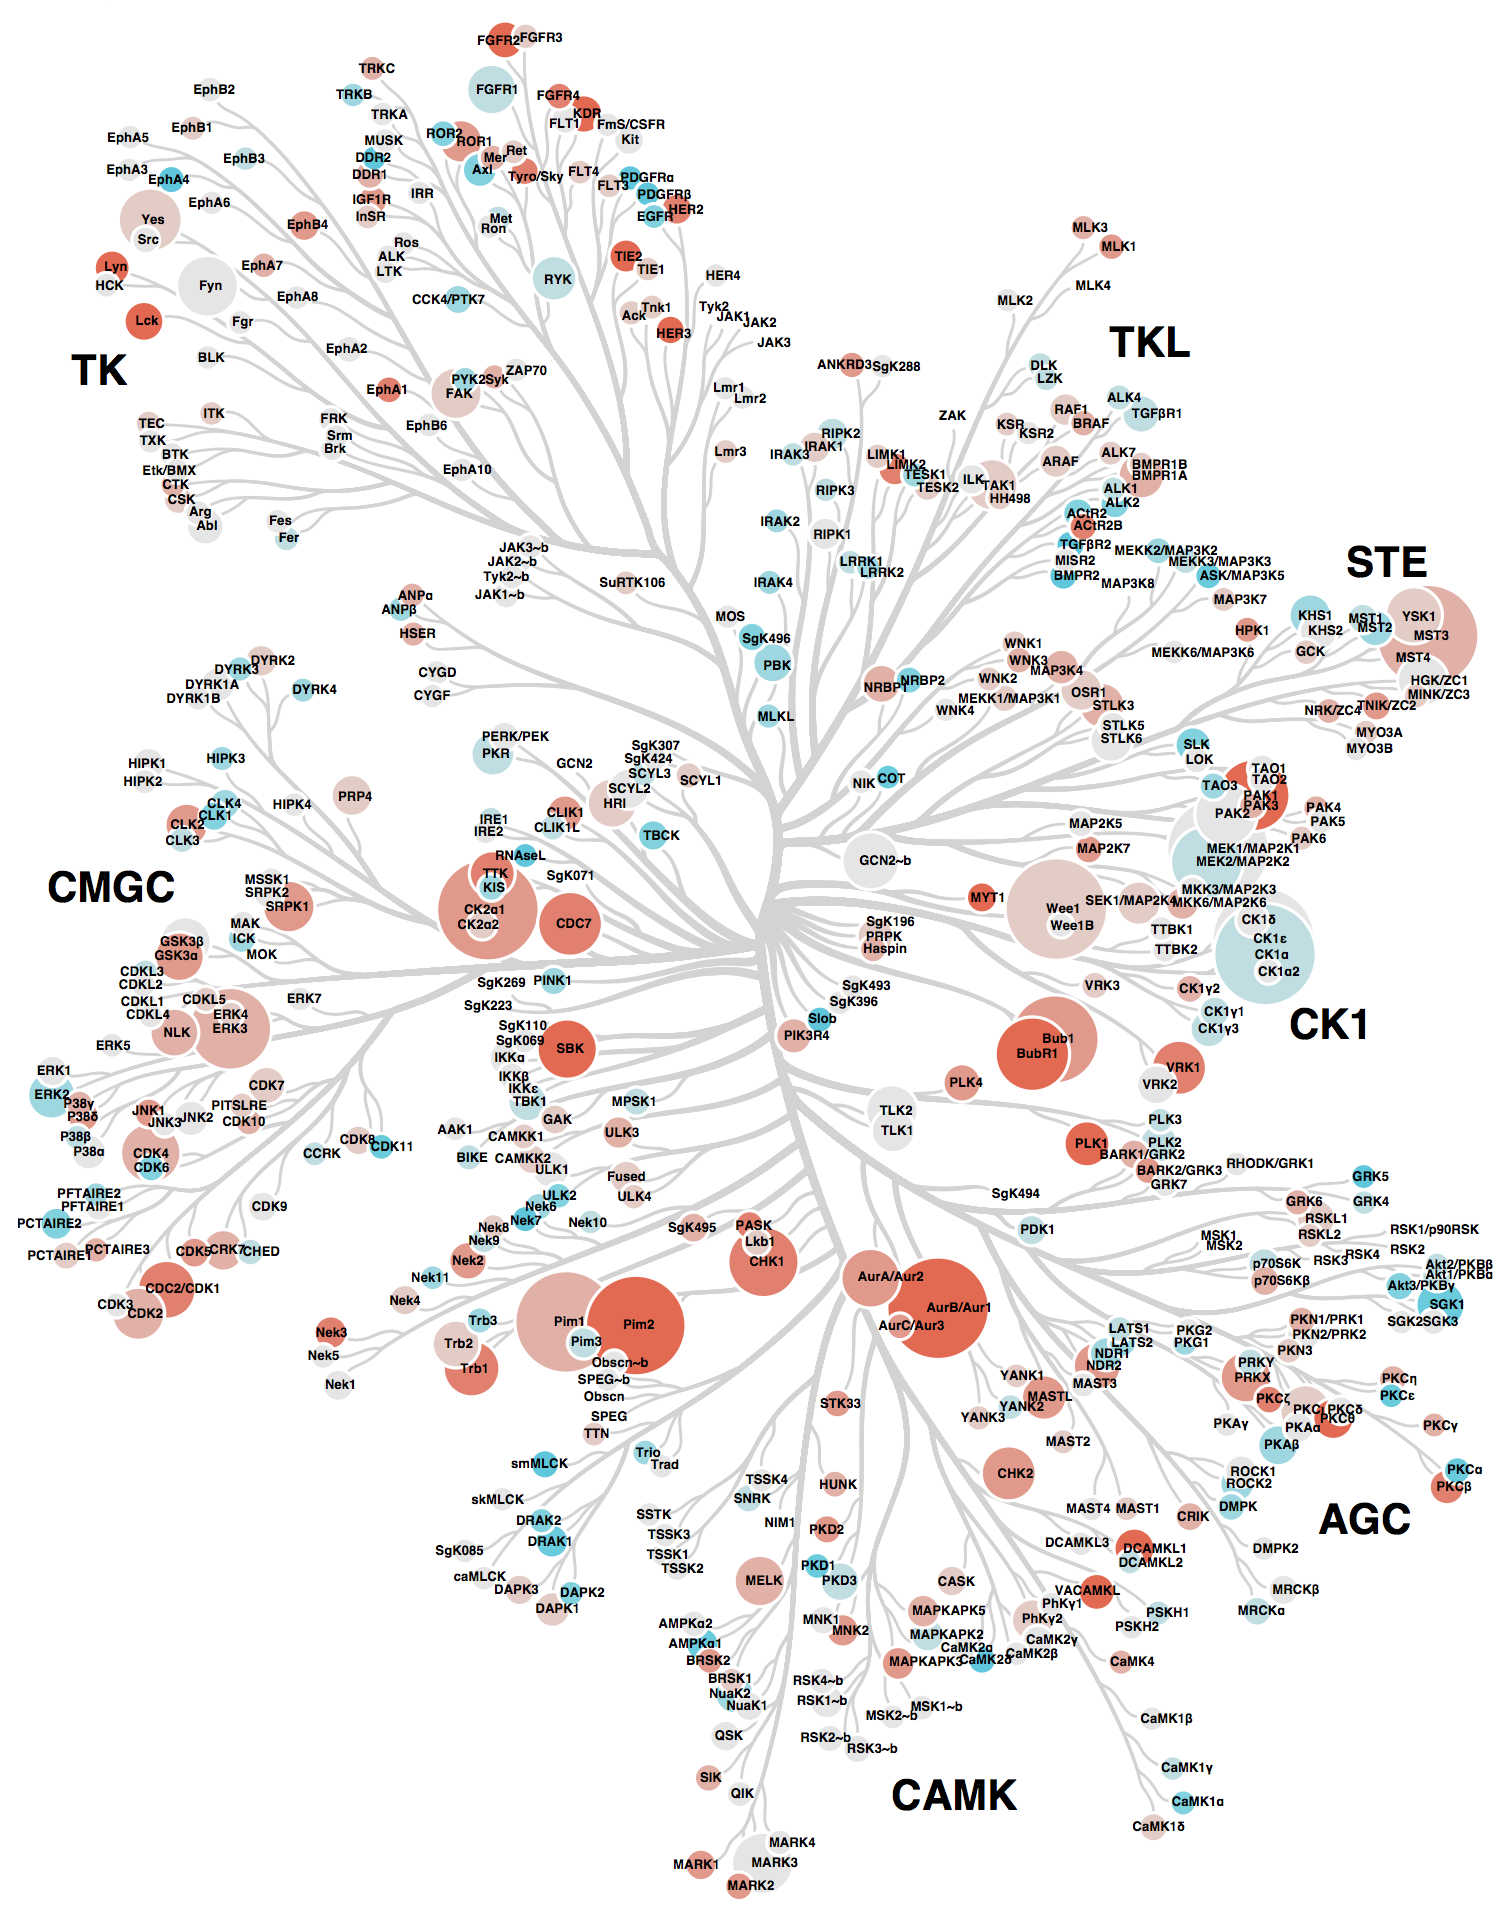 FGFR2
FGFR3
TRKC
TRKB
TRKA
FGFR1
FGFR4
KDR
FLT1
FmS/CSFR
Kit
EphB2
EphB1
EphA5
EphB3
EphA3
EphA4
EphA6
MUSK
DDR2
DDR1
ROR2
ROR1
Mer
Ret
Axl
Tyro/Sky
FLT4
FLT3
PDGFRα
PDGFRβ
EGFR
HER2
IGF1R
InSR
IRR
Met
Ron
Yes
Src
EphB4
Ros
ALK
LTK
Lyn
HCK
EphA7
Fyn
EphA8
CCK4/PTK7
RYK
TIE2
TIE1
HER4
Lck
Fgr
Ack
Tnk1
HER3
Tyk2
JAK1
JAK2
JAK3
TK
BLK
EphA2
EphA1
PYK2
Syk
ZAP70
FAK
Lmr1
Lmr2
ITK
TEC
TXK
BTK
Etk/BMX
CTK
CSK
Arg
Abl
FRK
Srm
Brk
EphB6
EphA10
Lmr3
Fes
Fer
JAK3~b
JAK2~b
Tyk2~b
JAK1~b
SuRTK106
MLK3
MLK1
MLK4
MLK2
TKL
ANKRD3
SgK288
DLK
LZK
ALK4
TGFβR1
ZAK
KSR
KSR2
RAF1
BRAF
RIPK2
IRAK3
IRAK1
LIMK1
LIMK2
TESK1
TESK2
ILK
TAK1
HH498
ARAF
ALK7
BMPR1B
BMPR1A
ALK1
ALK2
RIPK3
IRAK2
RIPK1
ACtR2
ACtR2B
TGFβR2
MISR2
BMPR2
LRRK1
LRRK2
IRAK4
MEKK2/MAP3K2
MEKK3/MAP3K3
ASK/MAP3K5
MAP3K8
MAP3K7
STE
ANPα
ANPβ
HSER
CYGD
CYGF
MOS
SgK496
PBK
MLKL
NRBP1
NRBP2
WNK1
WNK3
WNK2
WNK4
MAP3K4
MEKK1/MAP3K1
OSR1
STLK3
STLK5
STLK6
HPK1
MEKK6/MAP3K6
KHS1
KHS2
GCK
MST1
MST2
YSK1
MST3
MST4
HGK/ZC1
MINK/ZC3
TNIK/ZC2
NRK/ZC4
MYO3A
MYO3B
SLK
LOK
TAO1
TAO2
TAO3
PAK1
PAK3
PAK2
PAK4
PAK5
PAK6
NIK
COT
MAP2K5
MAP2K7
GCN2~b
MEK1/MAP2K1
MEK2/MAP2K2
MKK3/MAP2K3
MKK6/MAP2K6
SEK1/MAP2K4
DYRK2
DYRK3
DYRK1A
DYRK1B
DYRK4
PERK/PEK
PKR
GCN2
SgK307
SgK424
SCYL3
SCYL2
SCYL1
HRI
HIPK1
HIPK2
HIPK3
HIPK4
PRP4
CLK4
CLK1
CLK2
CLK3
IRE1
IRE2
CLIK1
CLIK1L
TBCK
RNAseL
TTK
KIS
SgK071
CMGC
CK2α1
CK2α2
CDC7
MSSK1
SRPK2
SRPK1
MAK
ICK
MOK
GSK3β
GSK3α
CDKL3
CDKL2
CDKL1
CDKL4
CDKL5
ERK7
ERK4
ERK3
NLK
ERK5
ERK1
ERK2
P38γ
P38δ
P38β
P38α
JNK1
JNK3
JNK2
CDK7
PITSLRE
CDK10
CDK4
CDK6
CCRK
CDK8
CDK11
PFTAIRE2
PFTAIRE1
PCTAIRE2
PCTAIRE1
PCTAIRE3
CDK9
CDK5
CRK7
CHED
CDC2/CDK1
CDK3
CDK2
MYT1
Wee1
Wee1B
SgK196
PRPK
Haspin
TTBK1
TTBK2
CK1δ
CK1ε
CK1α
CK1α2
CK1
VRK3
CK1γ2
CK1γ1
CK1γ3
SgK493
SgK396
Slob
PIK3R4
Bub1
BubR1
VRK1
VRK2
SgK269
PINK1
SgK223
SgK110
SgK069
SBK
IKKα
IKKβ
IKKε
TBK1
MPSK1
GAK
AAK1
CAMKK1
CAMKK2
BIKE
ULK3
ULK1
Fused
ULK4
ULK2
Nek6
Nek7
Nek10
Nek8
Nek9
Nek2
Nek11
Nek4
Nek3
Nek5
Nek1
SgK495
PASK
Lkb1
CHK1
Trb3
Trb2
Trb1
Pim1
Pim2
Pim3
Obscn~b
SPEG~b
Obscn
SPEG
TTN
PLK4
TLK2
TLK1
PLK3
PLK1
PLK2
BARK1/GRK2
BARK2/GRK3
RHODK/GRK1
GRK7
GRK5
GRK4
GRK6
SgK494
PDK1
RSKL1
RSKL2
MSK1
MSK2
RSK1/p90RSK
RSK2
RSK4
RSK3
p70S6K
p70S6Kβ
Akt2/PKBβ
Akt1/PKBα
Akt3/PKBγ
SGK1
SGK2
SGK3
AurA/Aur2
AurB/Aur1
AurC/Aur3
LATS1
LATS2
NDR1
NDR2
MAST3
PKG2
PKG1
PKN1/PRK1
PKN2/PRK2
PKN3
PRKY
PRKX
PKCζ
PKCι
PKCδ
PKCθ
PKCη
PKCε
PKCγ
PKCα
PKCβ
PKAγ
PKAα
PKAβ
YANK1
YANK2
YANK3
MASTL
MAST2
CHK2
STK33
ROCK1
ROCK2
DMPK
AGC
MAST4
MAST1
CRIK
DMPK2
MRCKβ
MRCKα
DCAMKL3
DCAMKL1
DCAMKL2
VACAMKL
PSKH1
PSKH2
PhKγ1
PhKγ2
smMLCK
Trio
Trad
skMLCK
DRAK2
DRAK1
SgK085
caMLCK
DAPK3
DAPK2
DAPK1
TSSK4
SNRK
SSTK
NIM1
TSSK3
TSSK1
TSSK2
HUNK
PKD2
PKD1
PKD3
MELK
MNK1
MNK2
CASK
MAPKAPK5
MAPKAPK2
MAPKAPK3
CaMK2α
CaMK2δ
CaMK2γ
CaMK2β
CaMK4
AMPKα2
AMPKα1
BRSK2
BRSK1
NuaK2
NuaK1
RSK4~b
RSK1~b
MSK2~b
MSK1~b
RSK2~b
RSK3~b
QSK
SIK
QIK
CaMK1β
CaMK1γ
CaMK1α
CaMK1δ
CAMK
MARK4
MARK3
MARK1
MARK2